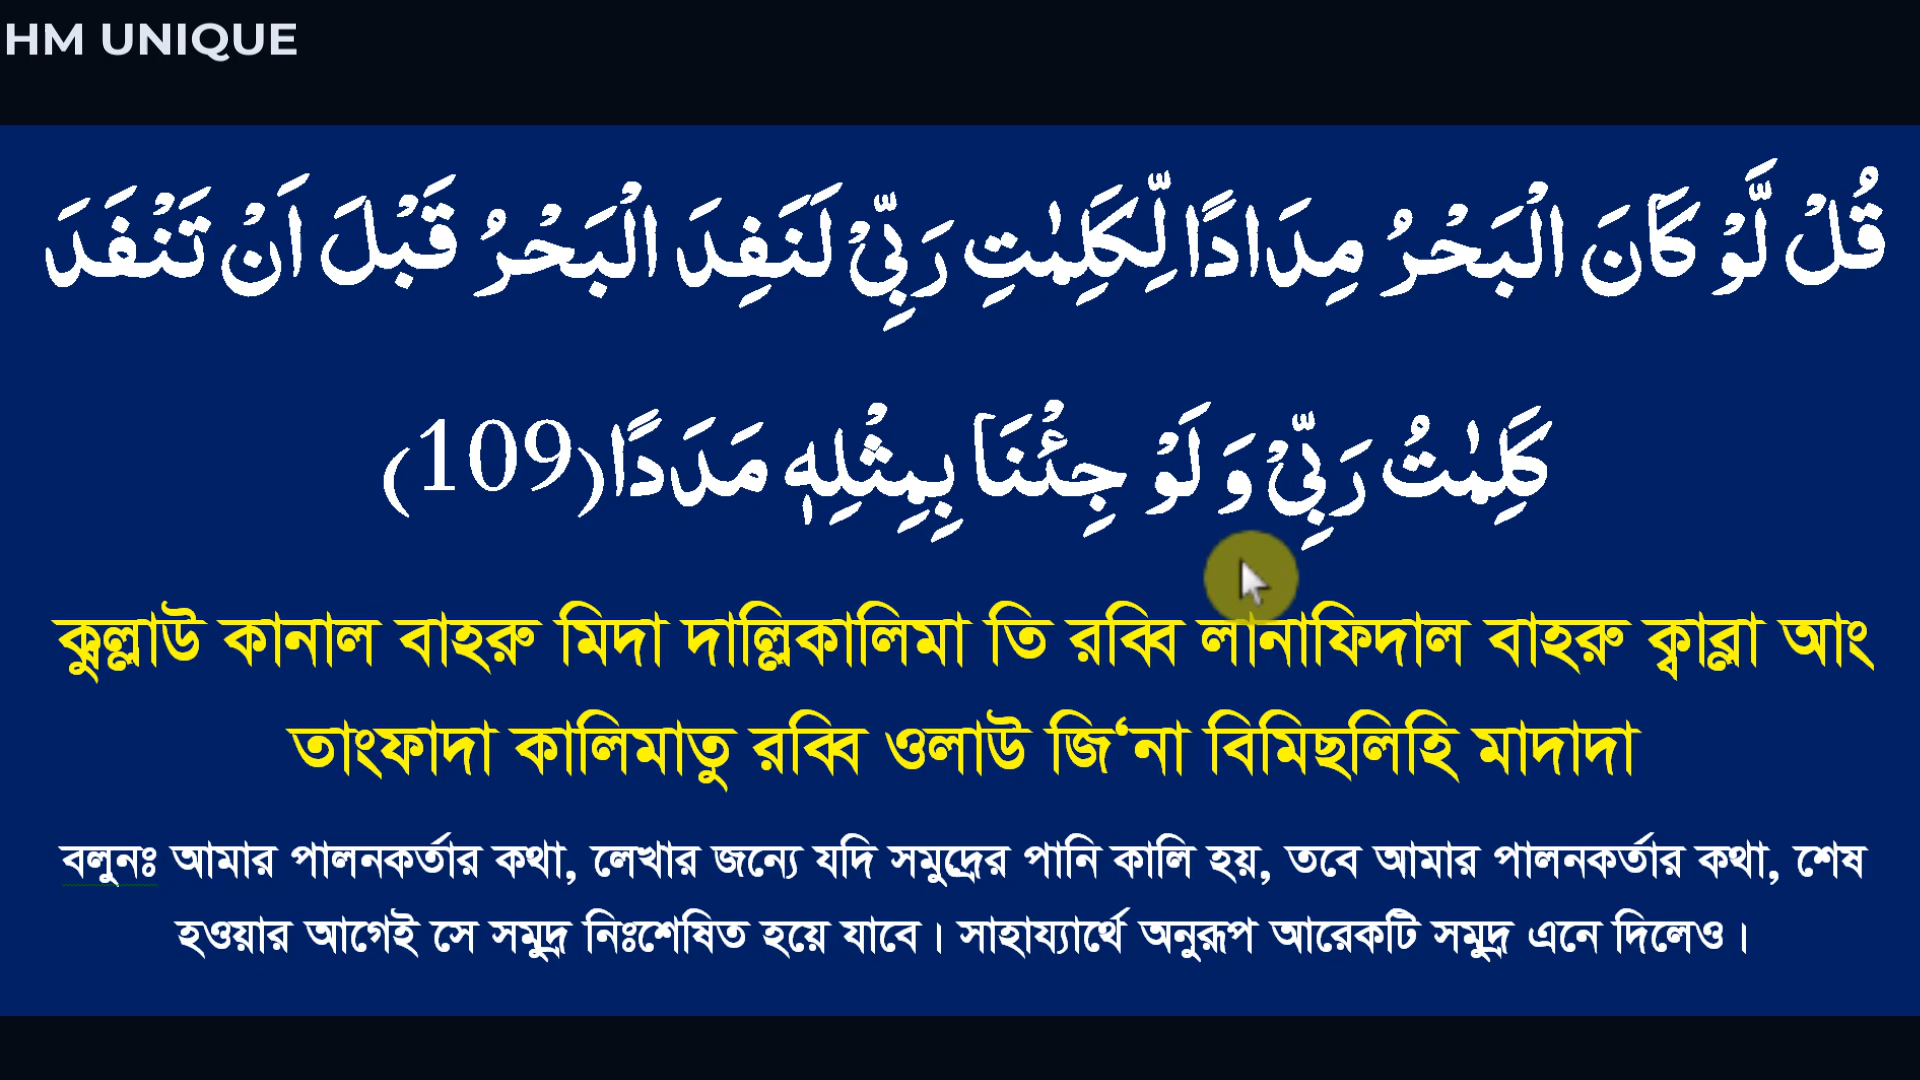 HM UNIQUE
قُلْ لَّوْ كَانَ الْبَحْرُ مِدَادًا لِّكَلِمٰتِ رَبِّیْ لَنَفِدَ الْبَحْرُ قَبْلَ اَنْ تَنْفَدَ
كَلِمٰتُ رَبِّیْ وَ لَوْ جِئْنَا بِمِثْلِهٖ مَدَدًا(109)
ক্বুল্লাউ কানাল বাহরু মিদা দাল্লিকালিমা তি রব্বি লানাফিদাল বাহরু ক্বাব্লা আং
তাংফাদা কালিমাতু রব্বি ওলাউ জি‘না বিমিছলিহি মাদাদা
বলুনঃ আমার পালনকর্তার কথা, লেখার জন্যে যদি সমুদ্রের পানি কালি হয়, তবে আমার পালনকর্তার কথা, শেষ
হওয়ার আগেই সে সমুদ্র নিঃশেষিত হয়ে যাবে। সাহায্যার্থে অনুরূপ আরেকটি সমুদ্র এনে দিলেও।